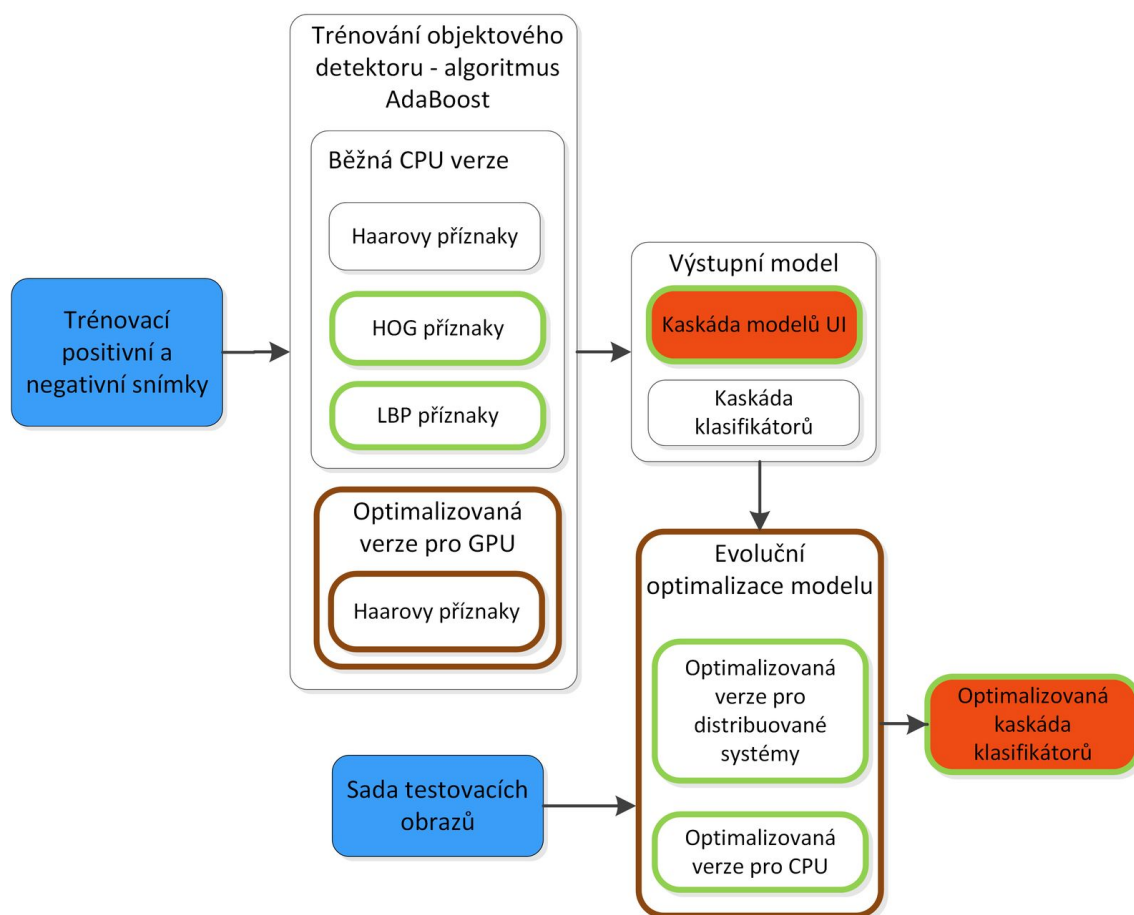 Trénování objektového
detektoru - algoritmus
AdaBoost
Běžná CPU verze
Haarovy příznaky
HOG příznaky
LBP příznaky
Optimalizovaná
verze pro GPU
Haarovy příznaky
Trénovací
positivní a
negativní snímky
Výstupní model
Kaskáda modelů UI
Kaskáda
klasifikátorů
Evoluční
optimalizace modelu
Optimalizovaná
verze pro
distribuované
systémy
Optimalizovaná
verze pro CPU
Sada testovacích
obrazů
Optimalizovaná
kaskáda
klasifikátorů